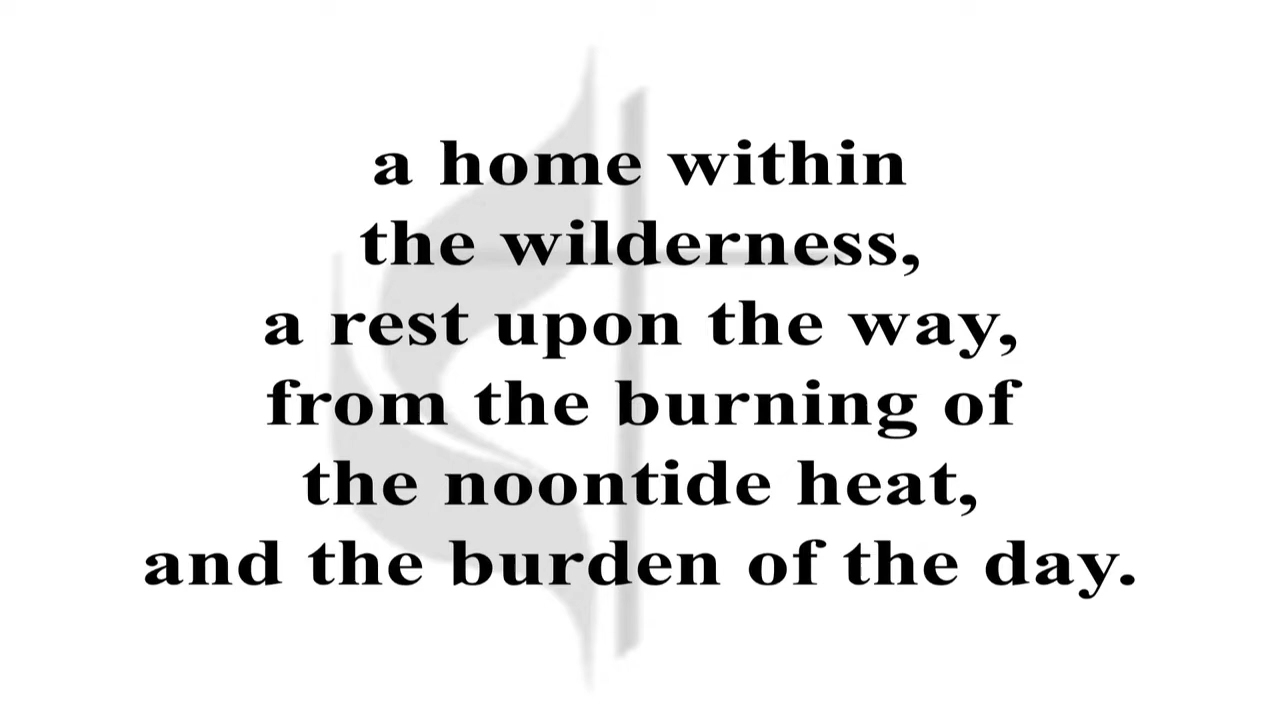 a home within
the wilderness,
a rest upon the way,
from the burning of
the noontide heat,
and the burden of the day.